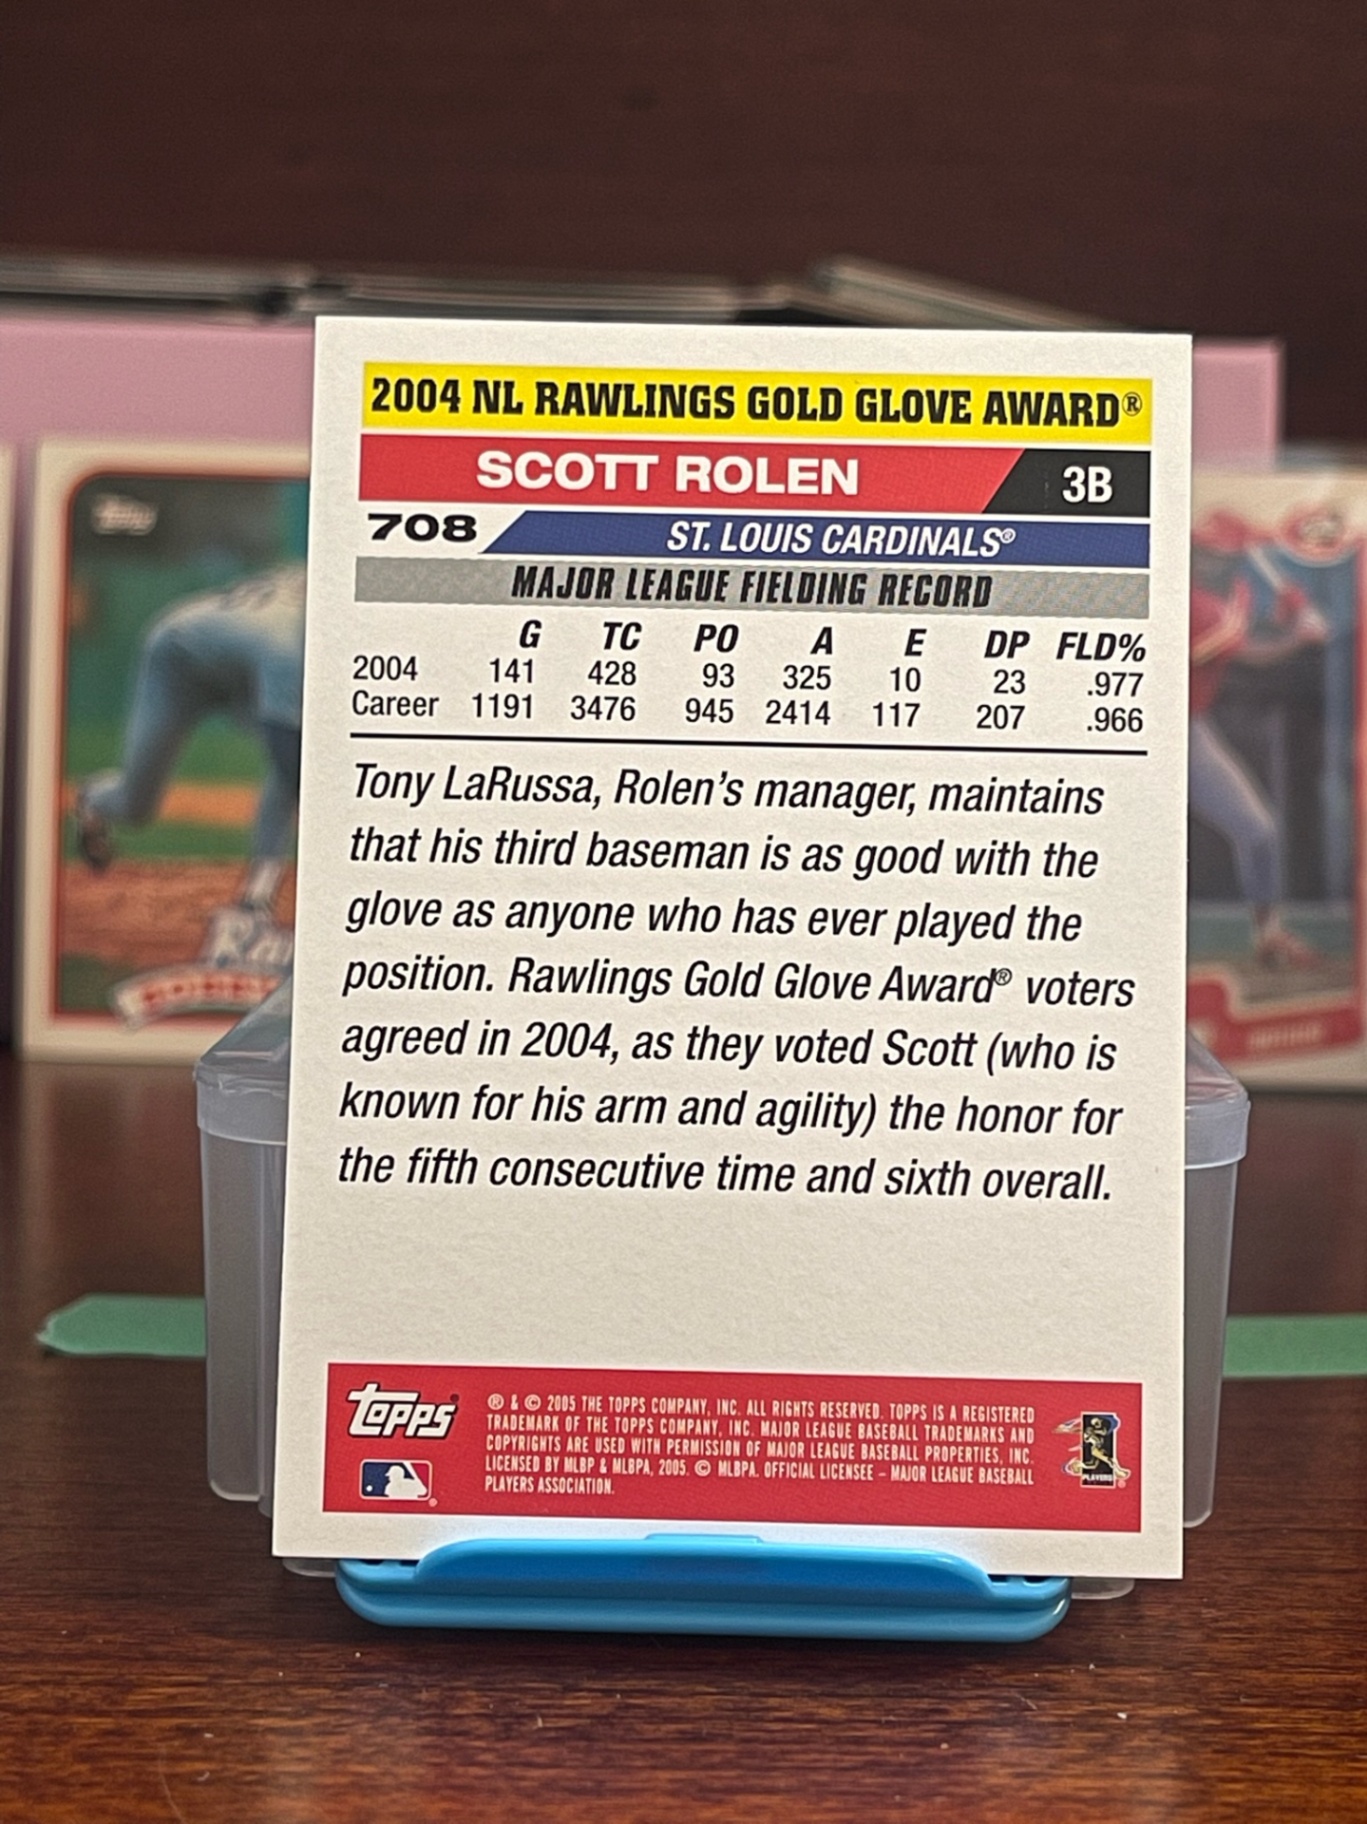 2004 NL RAWLINGS GOLD GLOVE AWARD®
SCOTT ROLEN 3B
708 ST. LOUIS CARDINALS®
MAJOR LEAGUE FIELDING RECORD
G TC PO A E DP FLD%
2004 141 428 93 325 10 23 .977
Career 1191 3476 945 2414 117 207 .966
Tony LaRussa, Rolen's manager, maintains
that his third baseman is as good with the
glove as anyone who has ever played the
position. Rawlings Gold Glove Award® voters
agreed in 2004, as they voted Scott (who is
known for his arm and agility) the honor for
the fifth consecutive time and sixth overall.
Topps
® & © 2005 THE TOPPS COMPANY, INC. ALL RIGHTS RESERVED. TOPPS IS A REGISTERED
TRADEMARK OF THE TOPPS COMPANY, INC. MAJOR LEAGUE BASEBALL TRADEMARKS AND
COPYRIGHTS ARE USED WITH PERMISSION OF MAJOR LEAGUE BASEBALL PROPERTIES, INC.
LICENSED BY MLBP & MLBPA, 2005. © MLBPA. OFFICIAL LICENSEE – MAJOR LEAGUE BASEBALL
PLAYERS ASSOCIATION.
PLAYERS
Topps